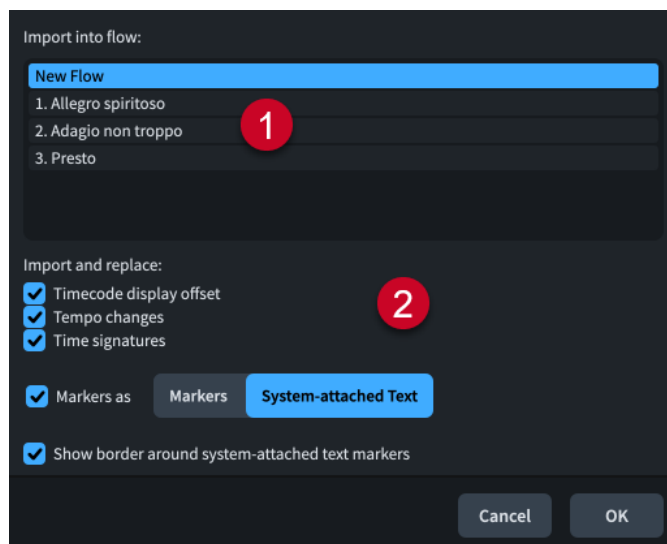 Import into flow:
New Flow
1. Allegro spiritoso
1
2. Adagio non troppo
3. Presto
Import and replace:
Timecode display offset
2
Tempo changes
Time signatures
Markers as Markers System-attached Text
Show border around system-attached text markers
Cancel OK